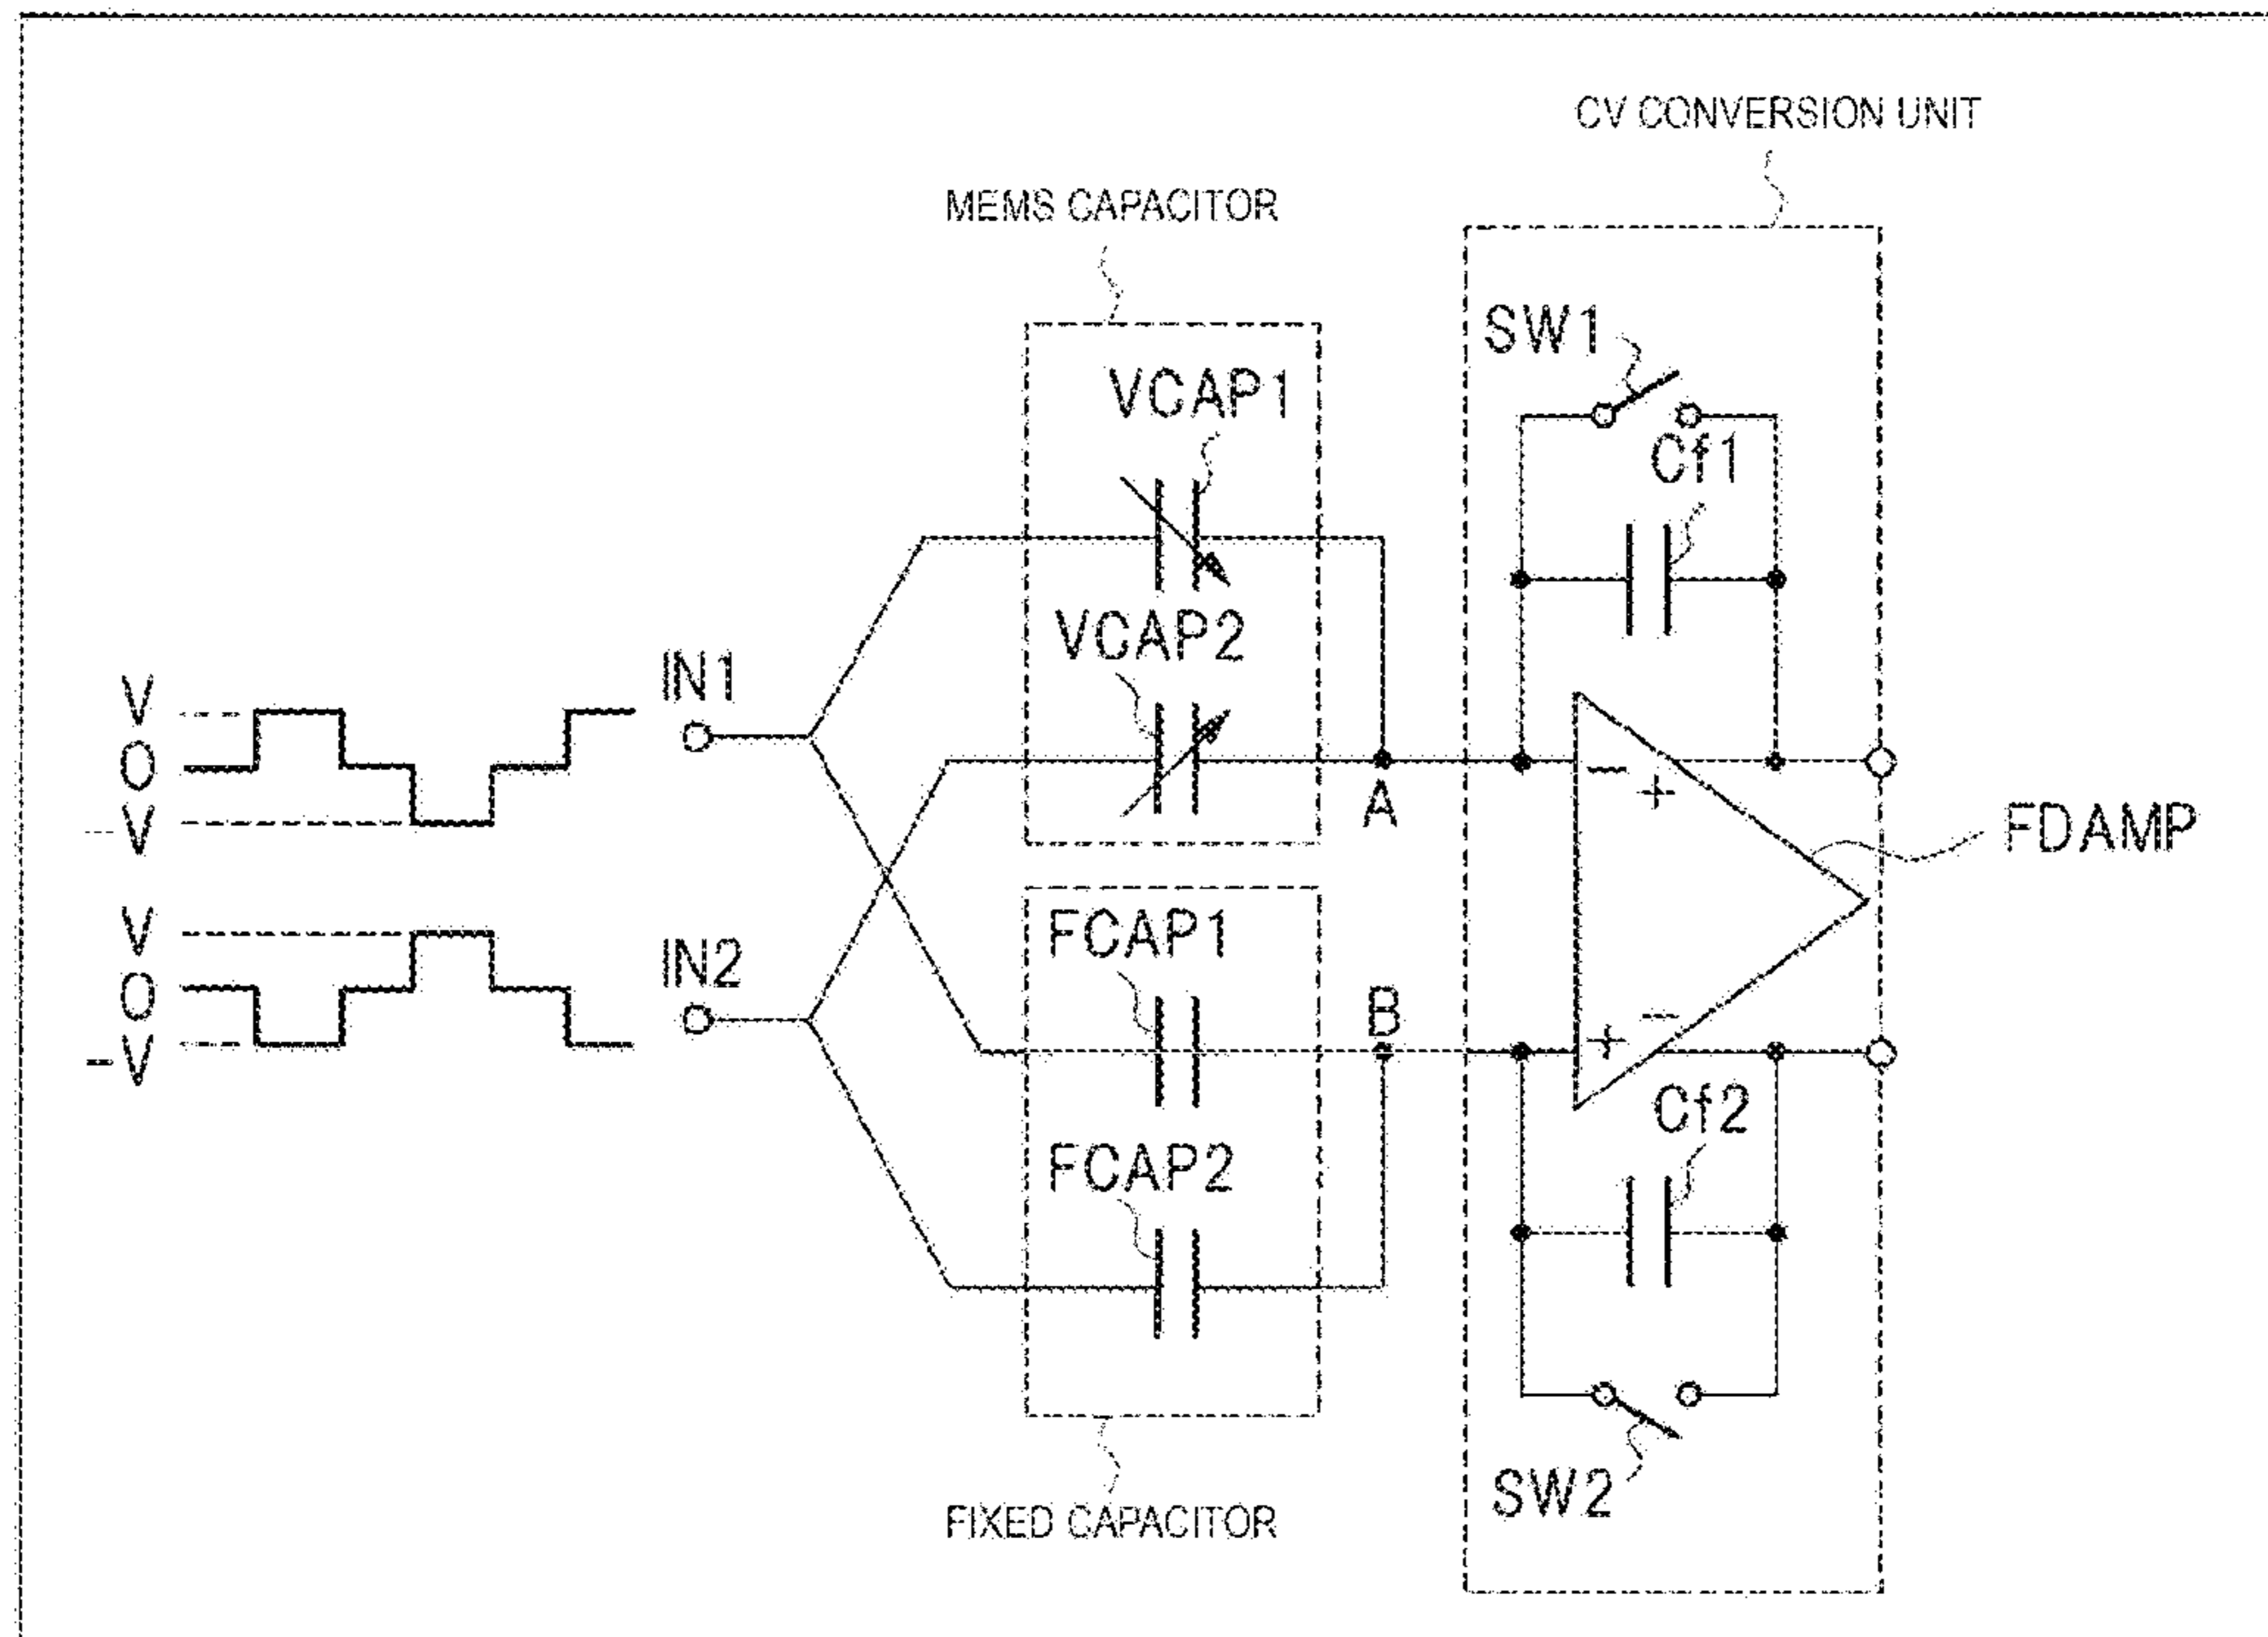 CV CONVERSION UNIT
MEMS CAPACITOR
SW1
VCAP1
Cf1
VCAP2
V
IN1
0
A
- +
-V
FDAMP
V
FCAP1
IN2
B
0
+ -
-V
Cf2
FCAP2
SW2
FIXED CAPACITOR